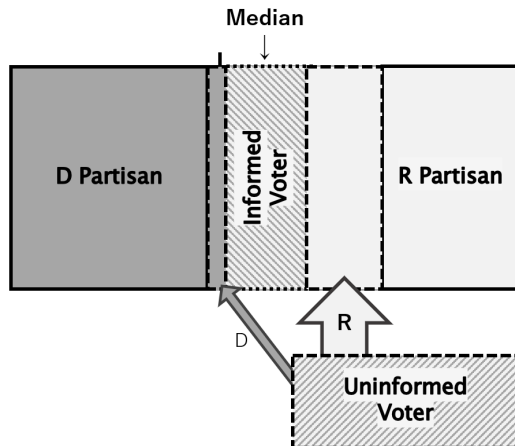 Median
D Partisan
Informed
Voter
R Partisan
R
D
Uninformed
Voter